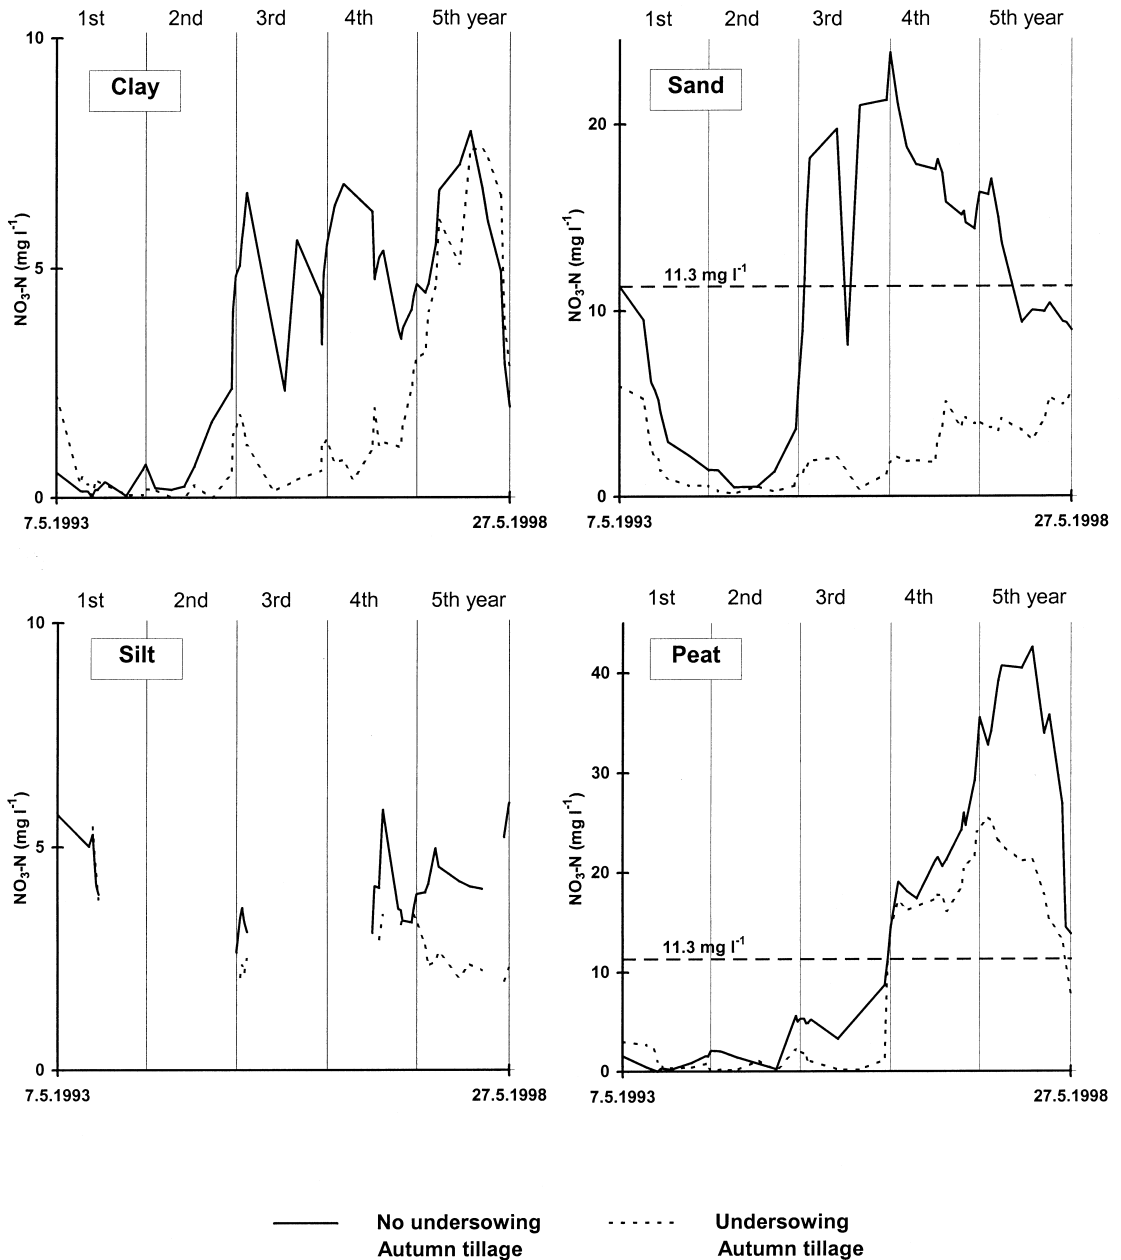 1st 2nd 3rd 4th 5th year
10
Clay
NO3-N (mg l-1)
5
0
7.5.1993 27.5.1998
1st 2nd 3rd 4th 5th year
Sand
20
NO3-N (mg l-1)
11.3 mg l-1
10
0
7.5.1993 27.5.1998
1st 2nd 3rd 4th 5th year
10
Silt
NO3-N (mg l-1)
5
0
7.5.1993 27.5.1998
1st 2nd 3rd 4th 5th year
Peat
40
30
NO3-N (mg l-1)
20
11.3 mg l-1
10
0
7.5.1993 27.5.1998
No undersowing
Autumn tillage
Undersowing
Autumn tillage